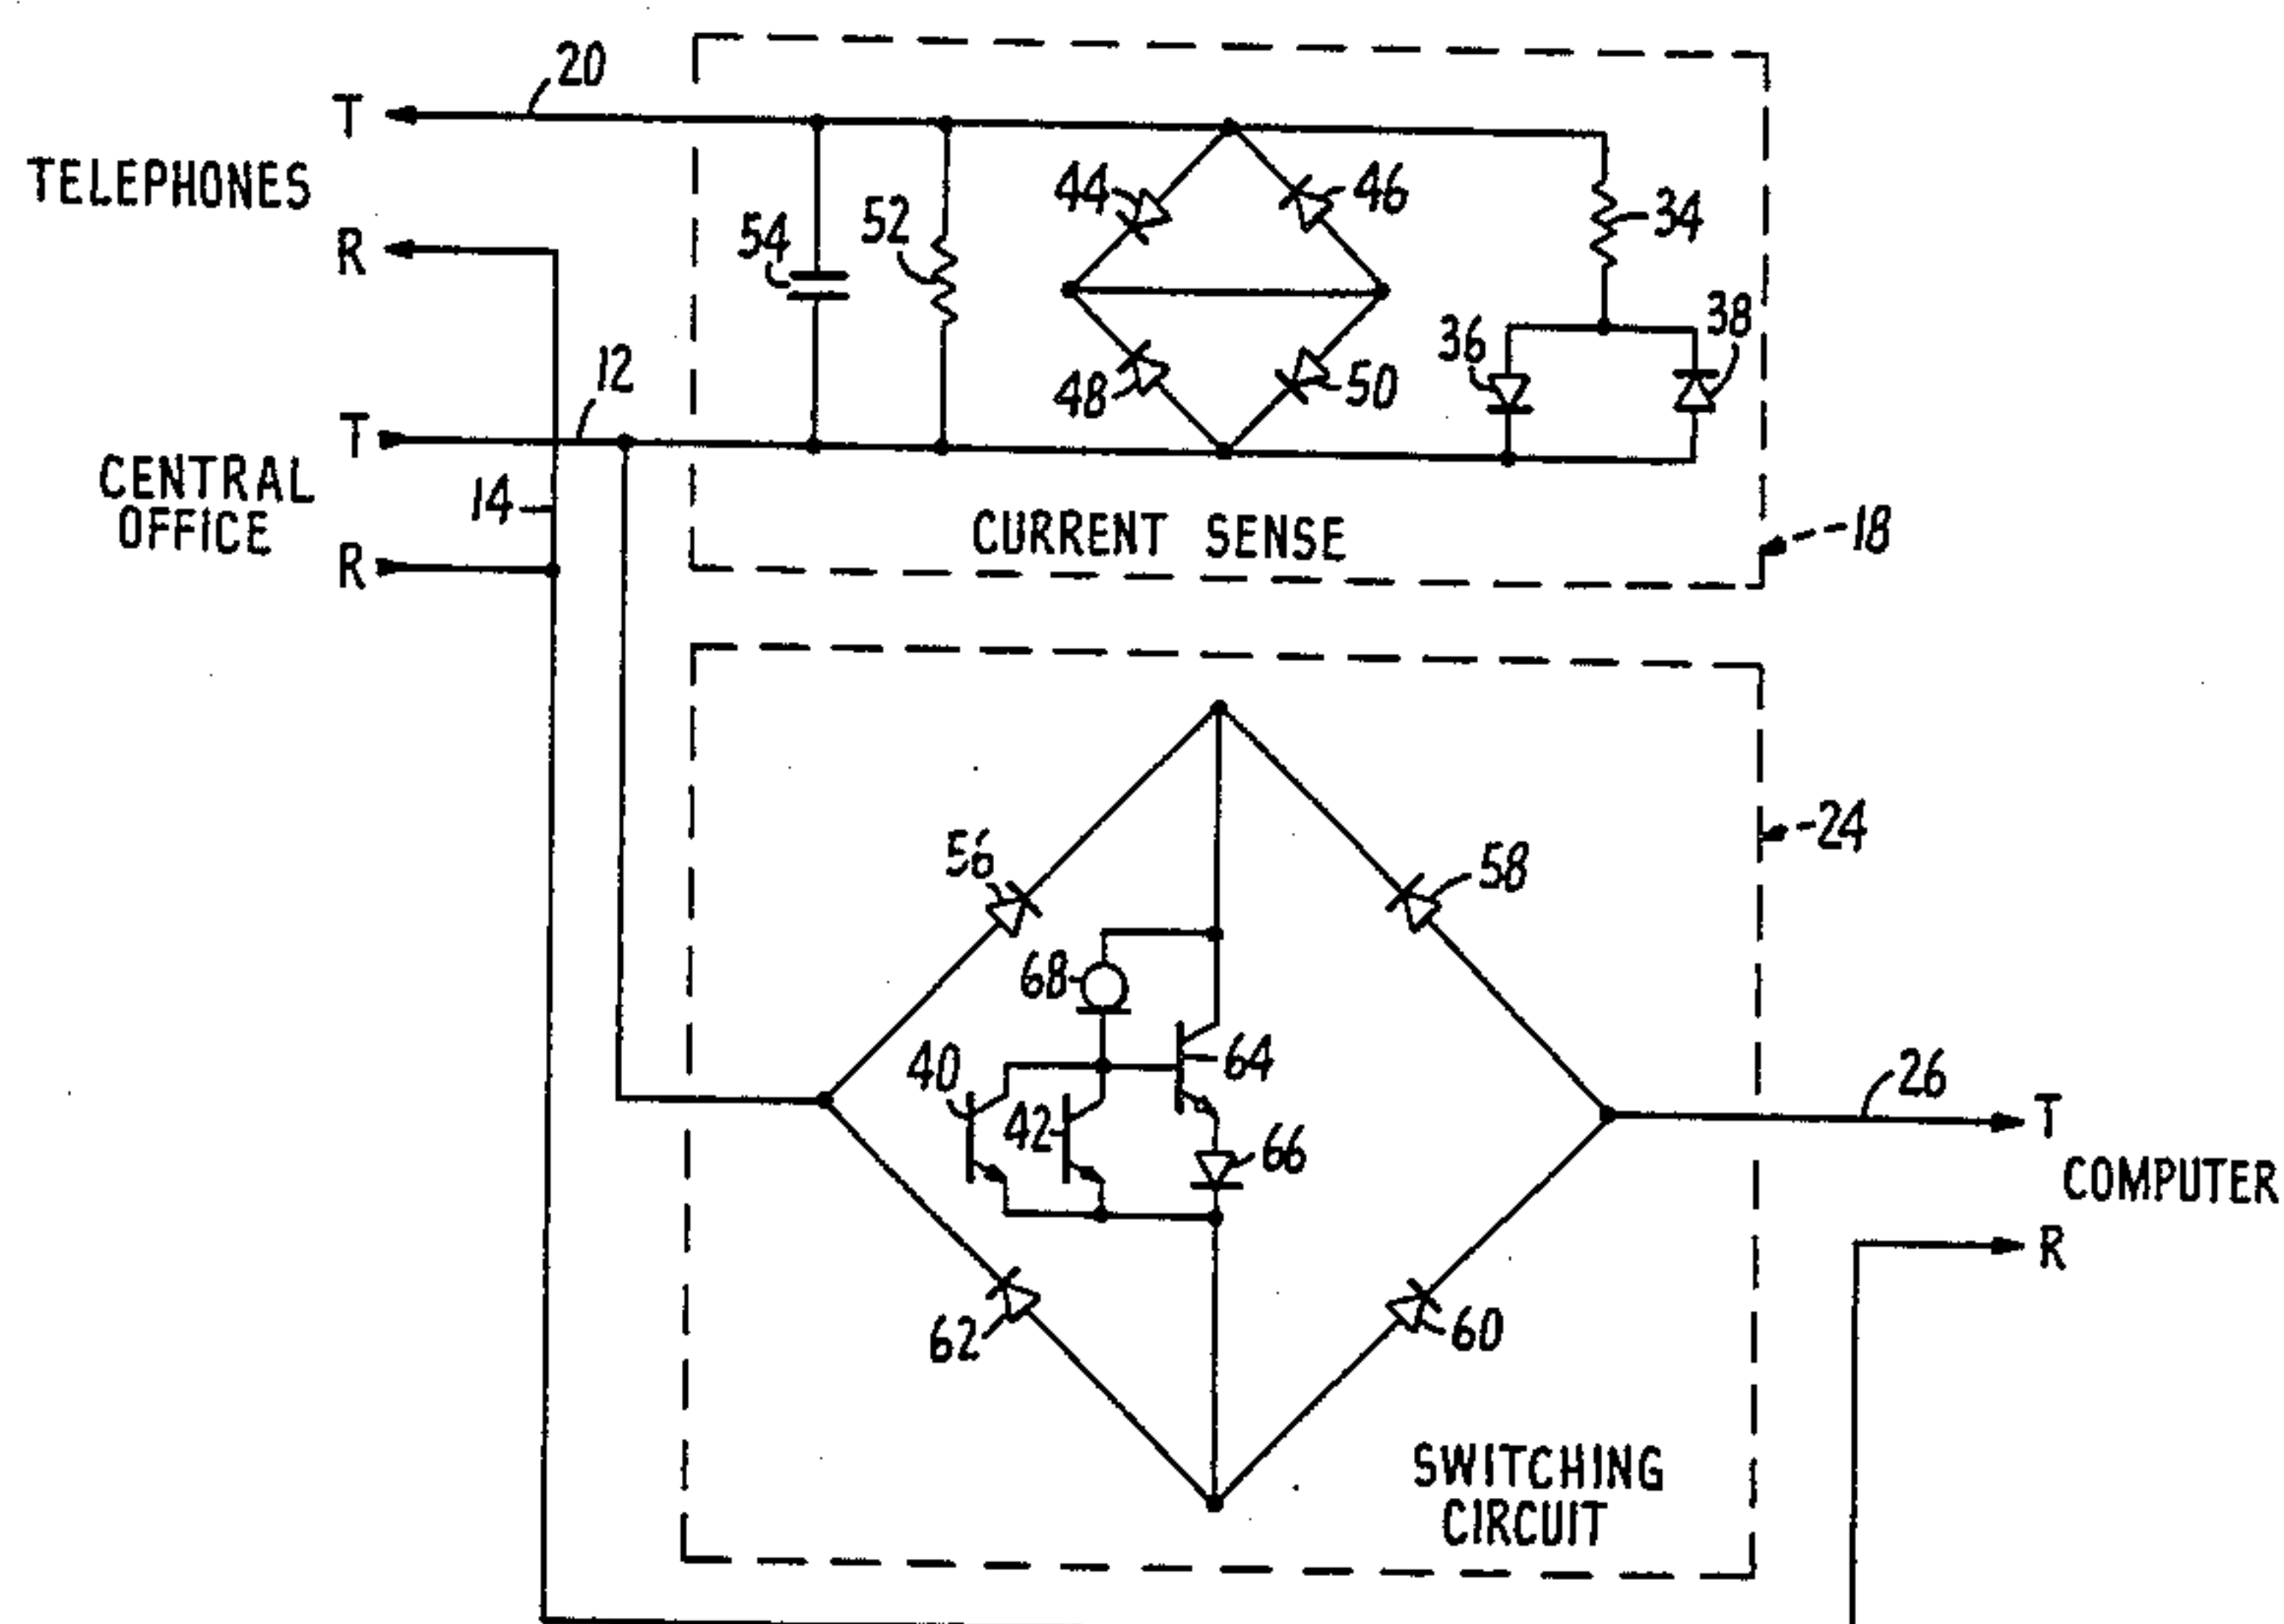 20
T
TELEPHONES
R
44
46
34
54
52
36
38
48
50
12
T
CENTRAL
OFFICE
14
R
CURRENT SENSE
18
24
56
58
68
64
40
42
66
26
T
COMPUTER
R
62
60
SWITCHING
CIRCUIT